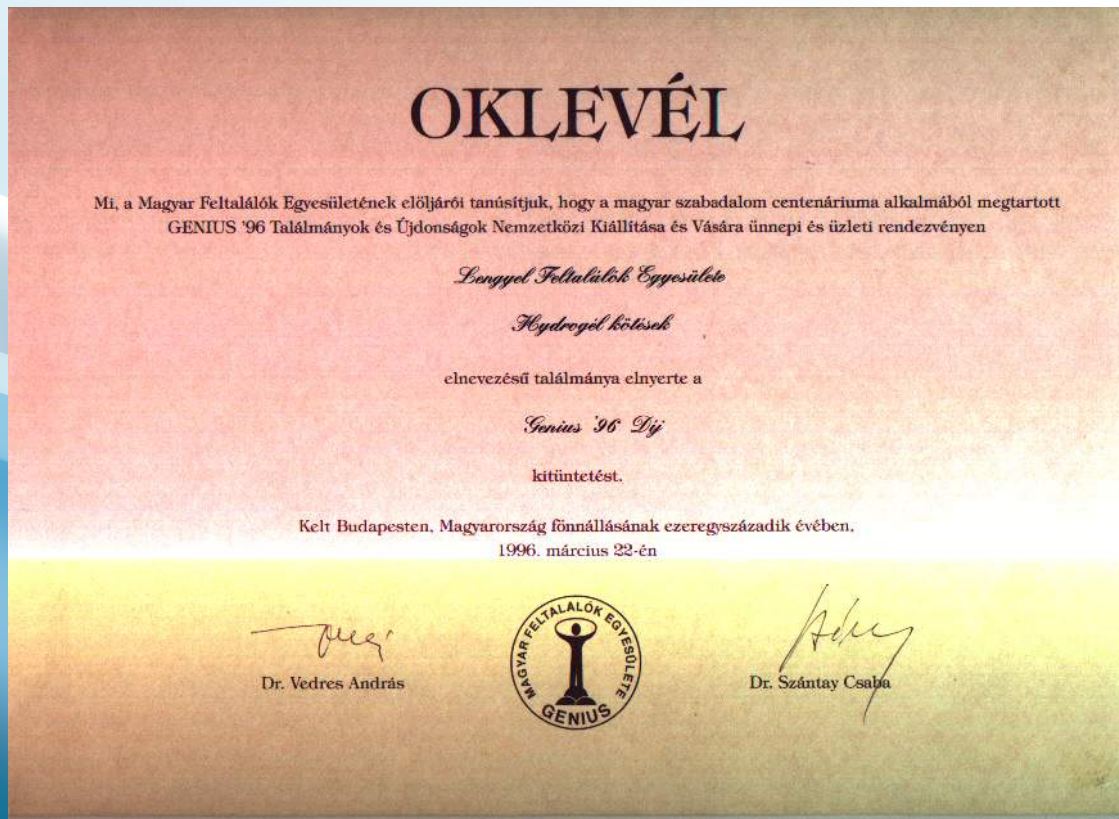 OKLEVÉL
Mi, a Magyar Feltalálók Egyesületének elöljárói tanúsítjuk, hogy a magyar szabadalom centenáriuma alkalmából megtartott
GENIUS '96 Találmányok és Újdonságok Nemzetközi Kiállítása és Vására ünnepi és üzleti rendezvényen
Lengyel Feltalálók Egyesülete
Hydrogél kötések
elnevezésű találmánya elnyerte a
Genius '96 Díj
kitüntetést.
Kelt Budapesten, Magyarország fönnállásának ezeregyszázadik évében,
1996. március 22-én
MAGYAR FELTALALÓK EGYESÜLETE
GENIUS
Dr. Vedres András
Dr. Szántay Csaba